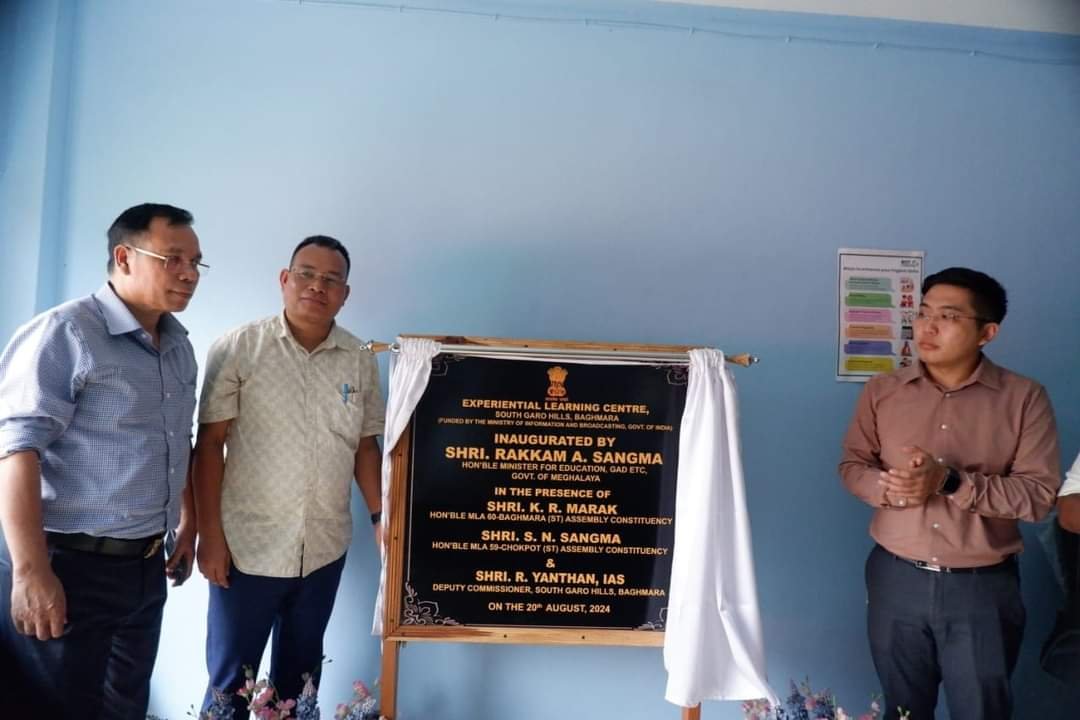 EXPERIENTIAL LEARNING CENTRE,
SOUTH GARO HILLS, BAGHMARA
(FUNDED BY THE MINISTRY OF INFORMATION AND BROADCASTING, GOVT. OF INDIA)
INAUGURATED BY
SHRI. RAKKAM A. SANGMA
HON'BLE MINISTER FOR EDUCATION, GAD ETC,
GOVT. OF MEGHALAYA
IN THE PRESENCE OF
SHRI. K. R. MARAK
HON'BLE MLA 60-BAGHMARA (ST) ASSEMBLY CONSTITUENCY
SHRI. S. N. SANGMA
HON'BLE MLA 59-CHOKPOT (ST) ASSEMBLY CONSTITUENCY
&
SHRI. R. YANTHAN, IAS
DEPUTY COMMISSIONER, SOUTH GARO HILLS, BAGHMARA
ON THE 20th AUGUST, 2024